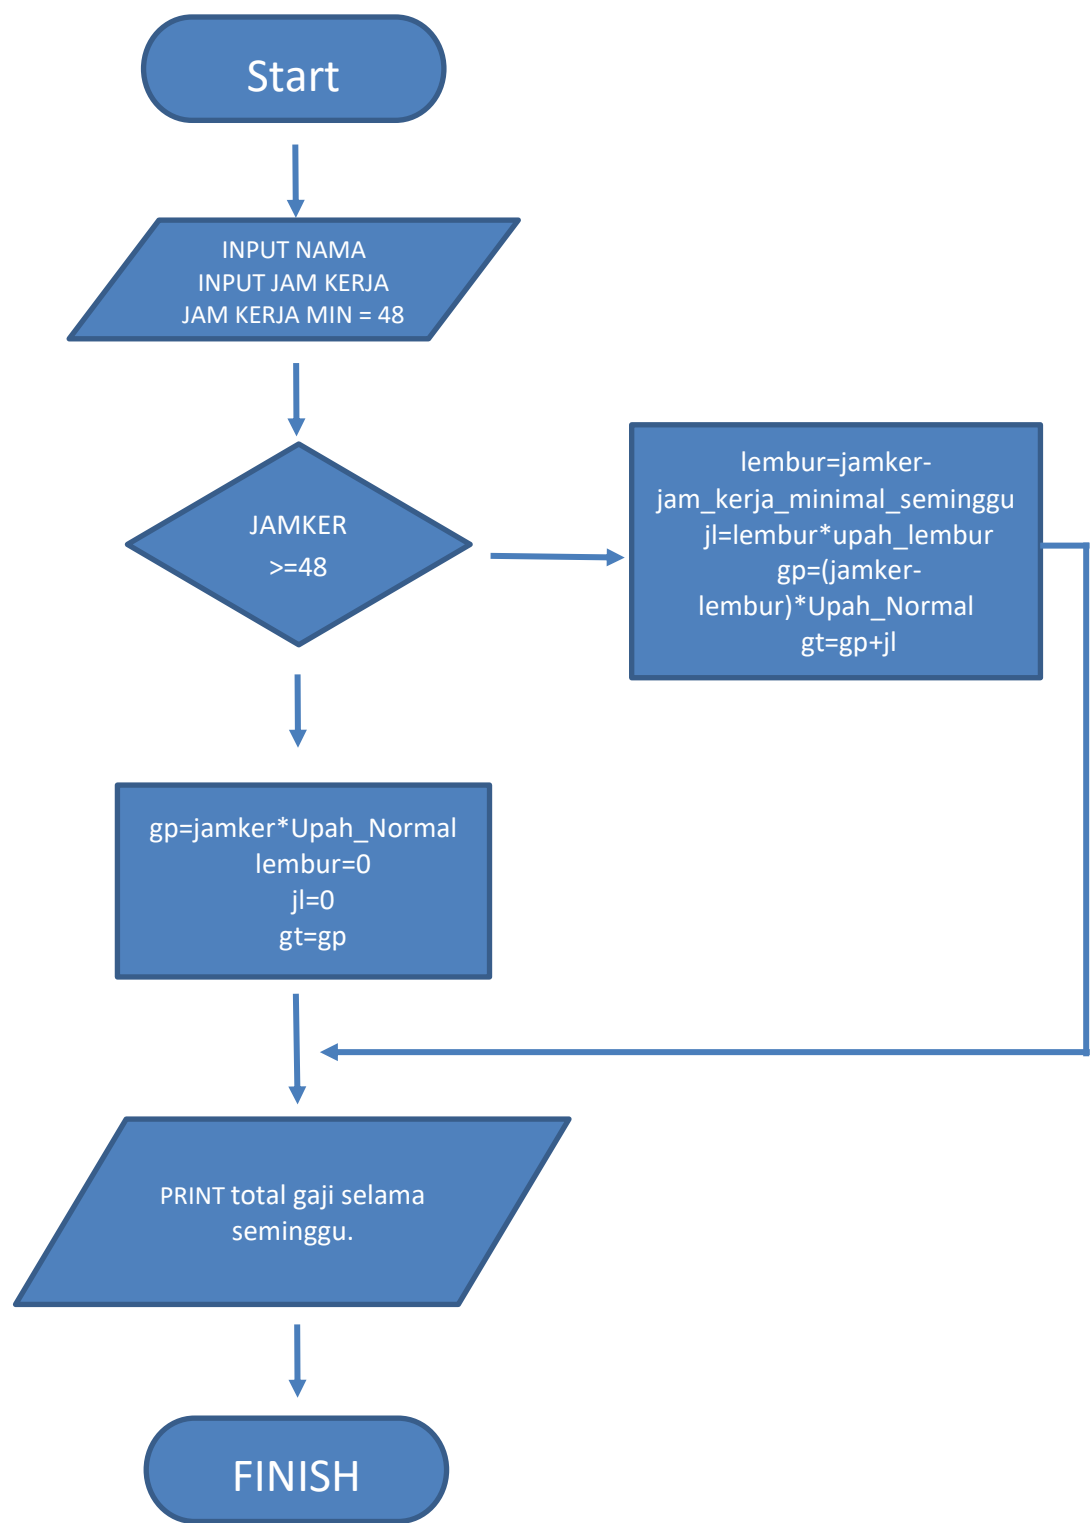 Start
INPUT NAMA
INPUT JAM KERJA
JAM KERJA MIN = 48
JAMKER
>=48
lembur=jamker-
jam_kerja_minimal_seminggu
jl=lembur*upah_lembur
gp=(jamker-
lembur)*Upah_Normal
gt=gp+jl
gp=jamker*Upah_Normal
lembur=0
jl=0
gt=gp
PRINT total gaji selama
seminggu.
FINISH